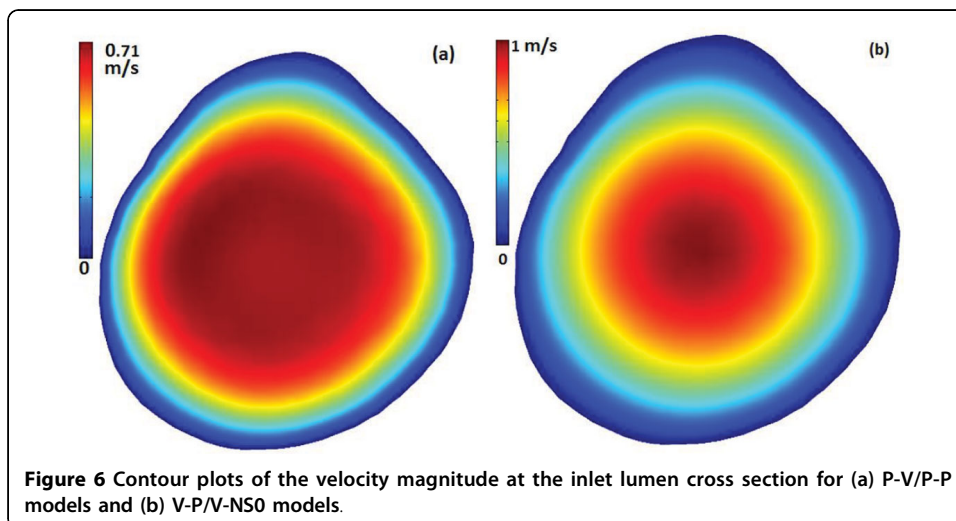 0.71
m/s
0
(a)
1 m/s
0
(b)
Figure 6 Contour plots of the velocity magnitude at the inlet lumen cross section for (a) P-V/P-P
models and (b) V-P/V-NS0 models.